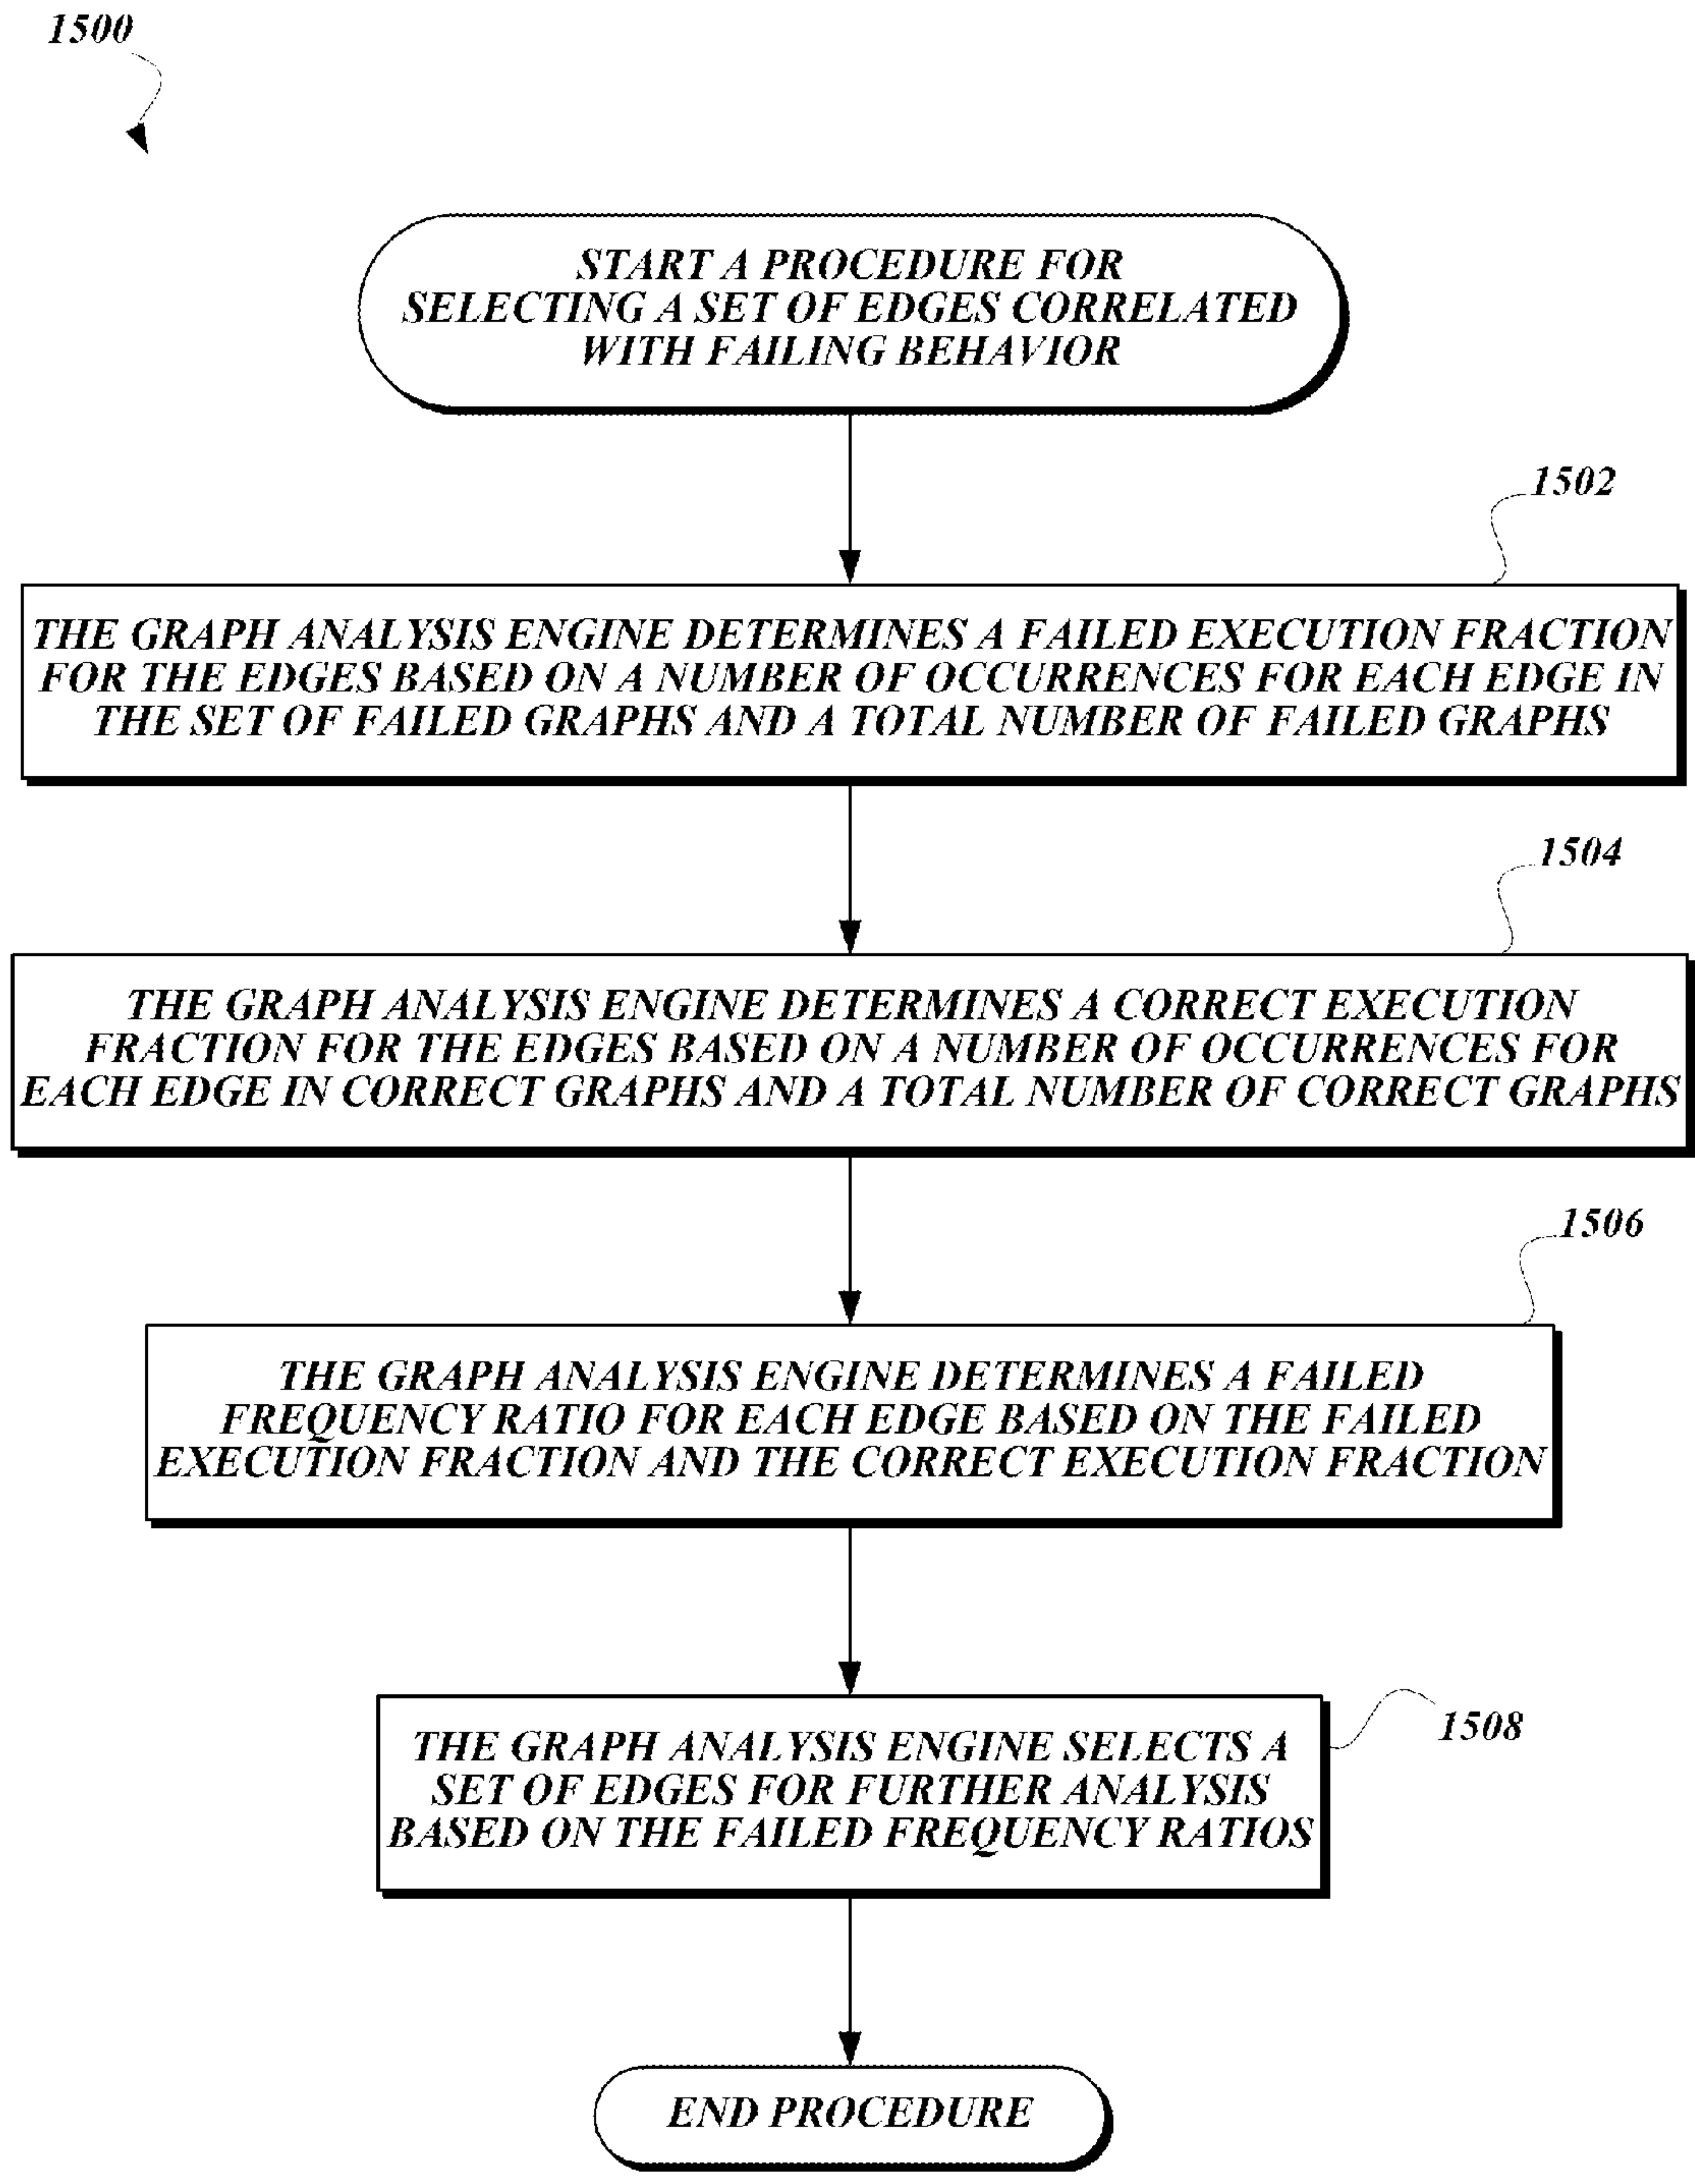 1500
START A PROCEDURE FOR
SELECTING A SET OF EDGES CORRELATED
WITH FAILING BEHAVIOR
1502
THE GRAPH ANALYSIS ENGINE DETERMINES A FAILED EXECUTION FRACTION
FOR THE EDGES BASED ON A NUMBER OF OCCURRENCES FOR EACH EDGE IN
THE SET OF FAILED GRAPHS AND A TOTAL NUMBER OF FAILED GRAPHS
1504
THE GRAPH ANALYSIS ENGINE DETERMINES A CORRECT EXECUTION
FRACTION FOR THE EDGES BASED ON A NUMBER OF OCCURRENCES FOR
EACH EDGE IN CORRECT GRAPHS AND A TOTAL NUMBER OF CORRECT GRAPHS
1506
THE GRAPH ANALYSIS ENGINE DETERMINES A FAILED
FREQUENCY RATIO FOR EACH EDGE BASED ON THE FAILED
EXECUTION FRACTION AND THE CORRECT EXECUTION FRACTION
1508
THE GRAPH ANALYSIS ENGINE SELECTS A
SET OF EDGES FOR FURTHER ANALYSIS
BASED ON THE FAILED FREQUENCY RATIOS
END PROCEDURE